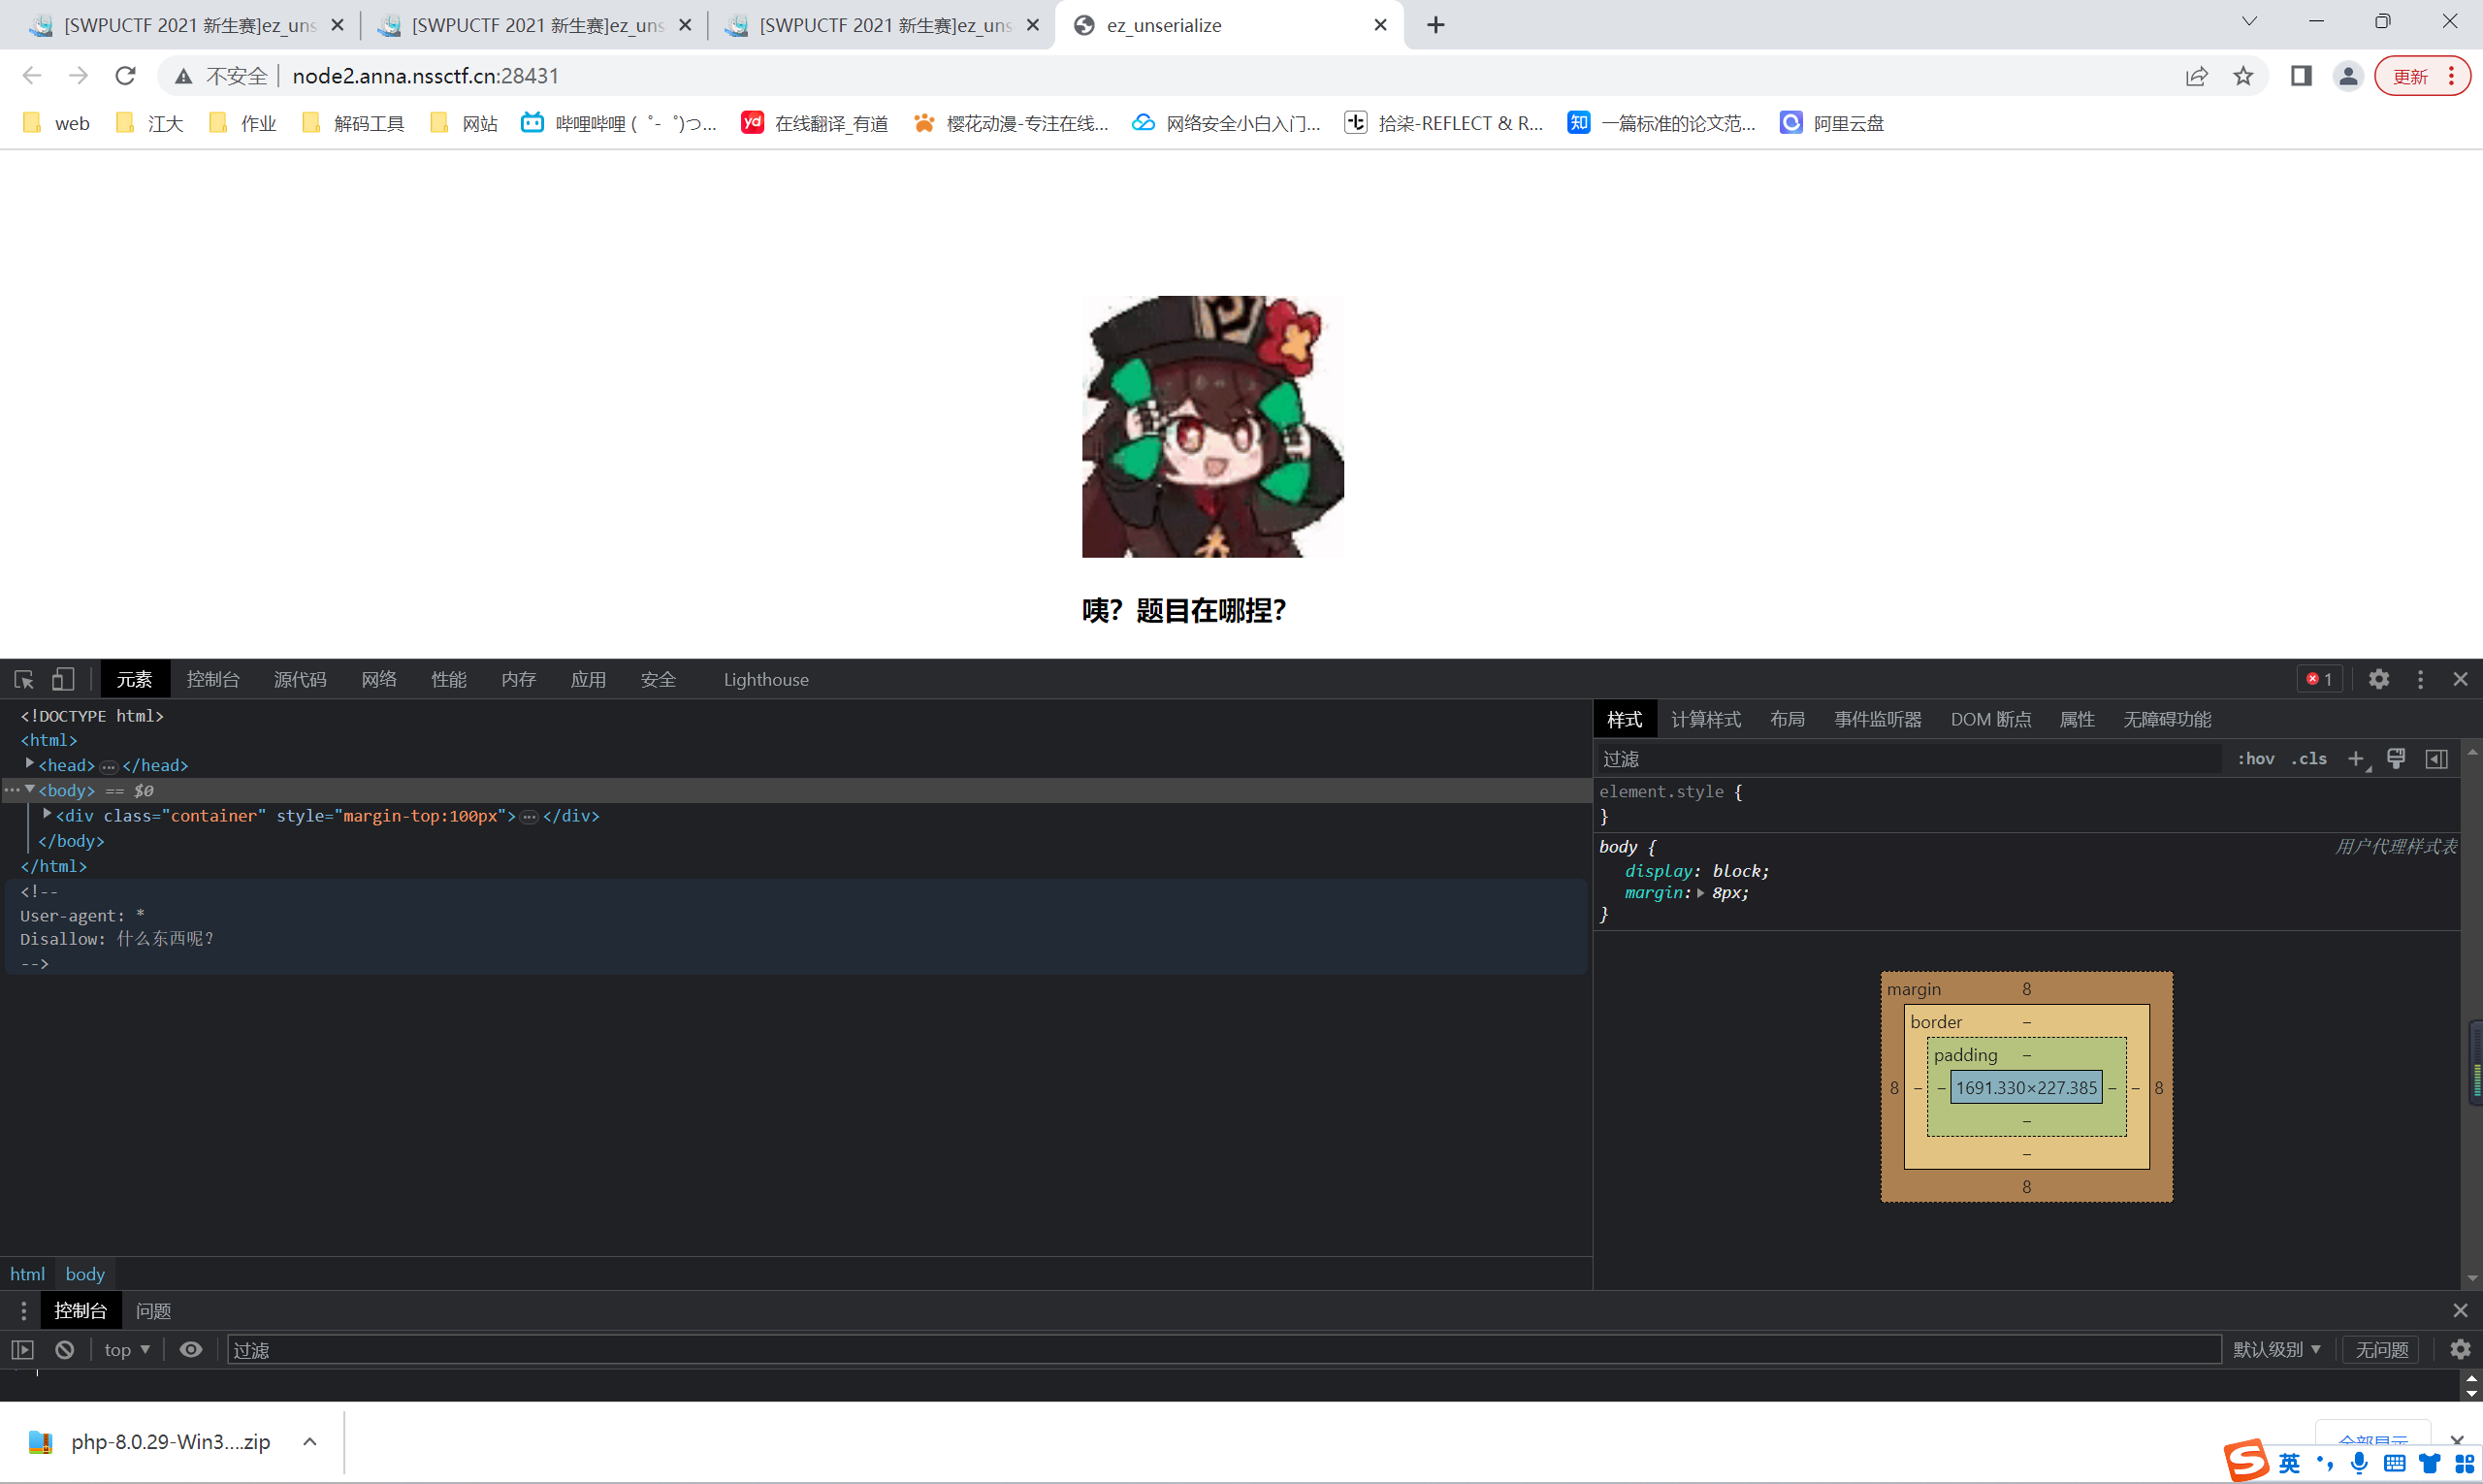 [SWPUCTF 2021 新生赛]ez_uns
[SWPUCTF 2021 新生赛]ez_uns
[SWPUCTF 2021 新生赛]ez_uns
ez_unserialize
不安全 node2.anna.nssctf.cn:28431
更新
web
江大
作业
解码工具
网站
哔哩哔哩 (゜-゜)つ...
yd 在线翻译_有道
樱花动漫-专注在线...
网络安全小白入门...
拾柒-REFLECT & R...
知 一篇标准的论文范...
阿里云盘
咦？题目在哪捏？
元素 控制台 源代码 网络 性能 内存 应用 安全 Lighthouse 1
<!DOCTYPE html>
<html>
<head>…</head>
<body> == $0
<div class="container" style="margin-top:100px">…</div>
</body>
</html>
<!--
User-agent: *
Disallow: 什么东西呢？
-->
样式 计算样式 布局 事件监听器 DOM 断点 属性 无障碍功能
过滤 :hov .cls
element.style {
}
body { 用户代理样式表
display: block;
margin: 8px;
}
margin 8
border –
padding –
8 – – 1691.330×227.385 – – 8
–
–
8
html body
控制台 问题
top 过滤 默认级别 无问题
php-8.0.29-Win3....zip
全部显示
英